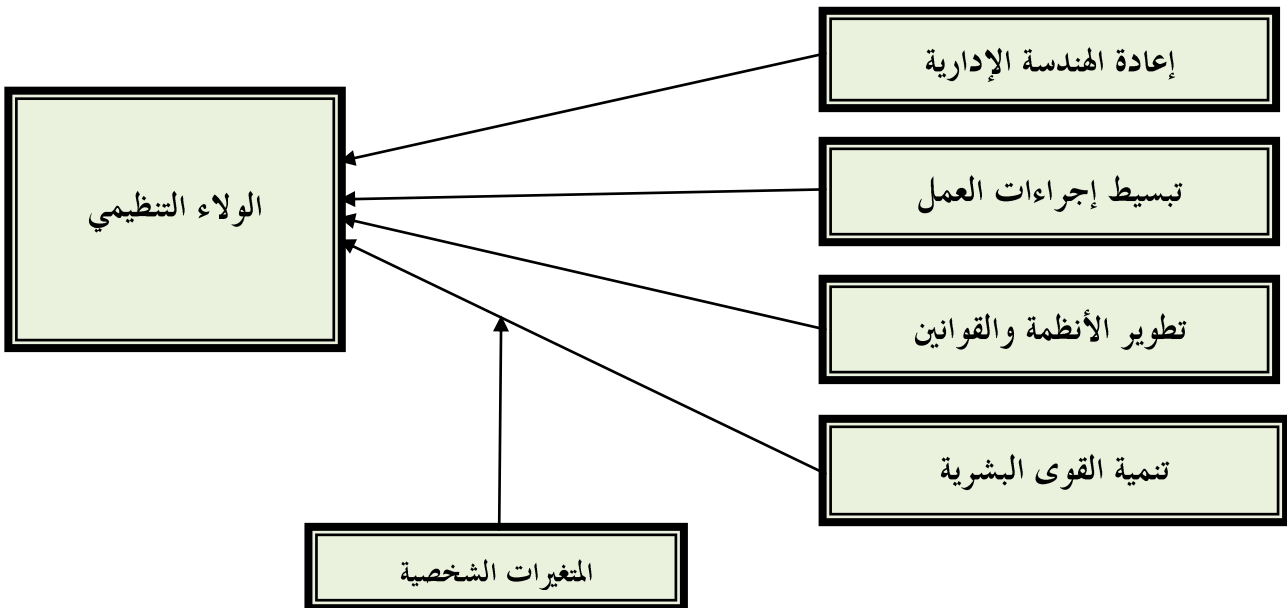 إعادة الهندسة الإدارية
تبسيط إجراءات العمل
الولاء التنظيمي
تطوير الأنظمة والقوانين
تنمية القوى البشرية
المتغيرات الشخصية